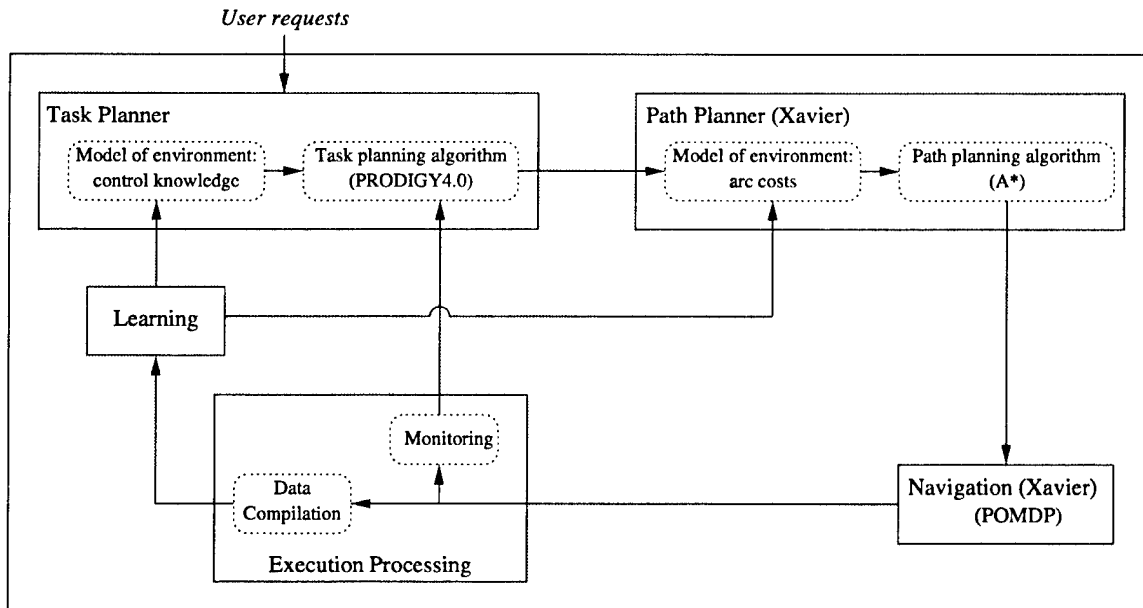 User requests
Task Planner
Model of environment:
control knowledge
Task planning algorithm
(PRODIGY4.0)
Path Planner (Xavier)
Model of environment:
arc costs
Path planning algorithm
(A*)
Learning
Monitoring
Data
Compilation
Execution Processing
Navigation (Xavier)
(POMDP)